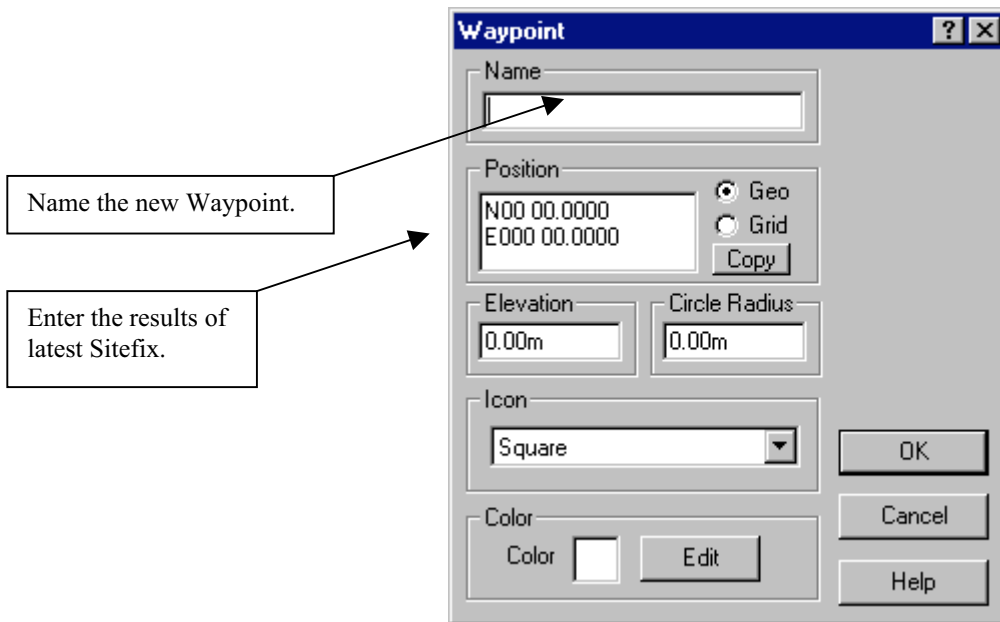 Waypoint
Name
Name the new Waypoint.
Position
N00 00.0000
E000 00.0000
Geo
Grid
Copy
Enter the results of
latest Sitefix.
Elevation
0.00m
Circle Radius
0.00m
Icon
Square
Color
Color
Edit
OK
Cancel
Help